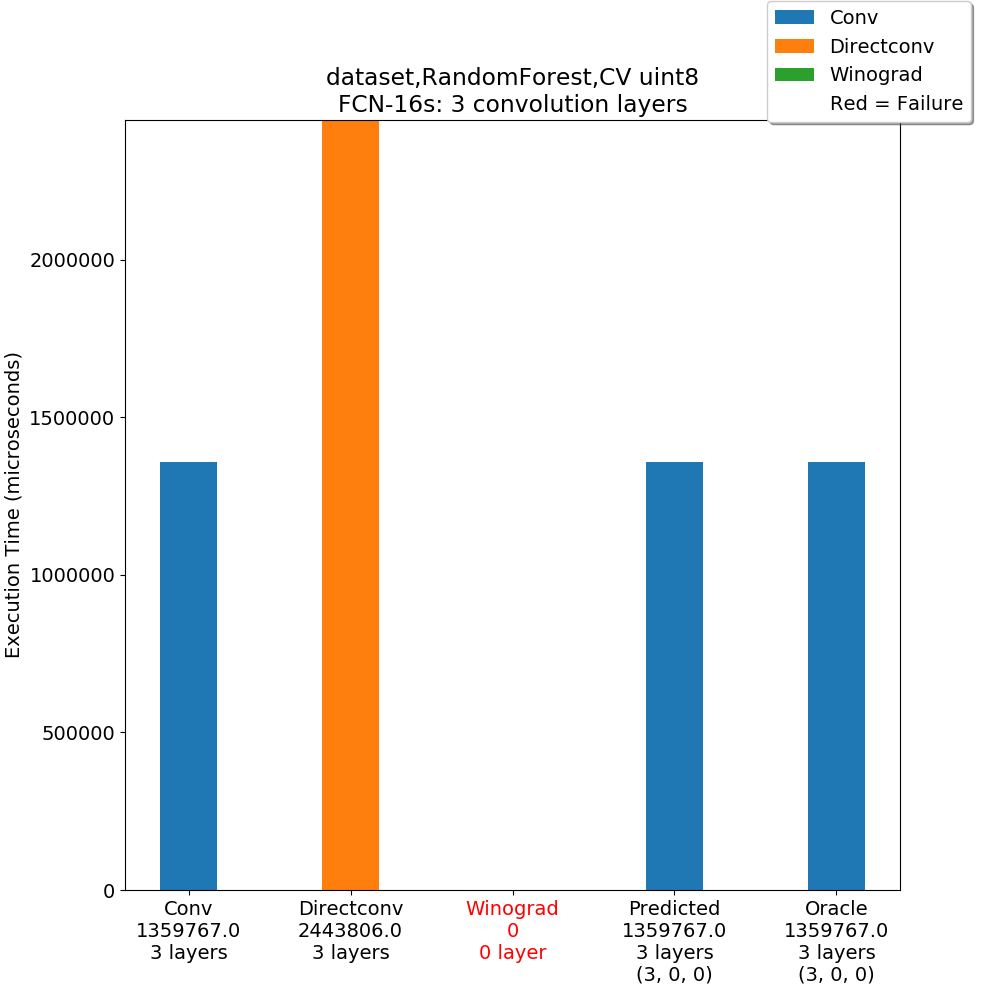 Conv
Directconv
Winograd
Red = Failure
dataset,RandomForest,CV uint8
FCN-16s: 3 convolution layers
Execution Time (microseconds)
2000000
1500000
1000000
500000
0
Conv
1359767.0
3 layers
Directconv
2443806.0
3 layers
Winograd
0
0 layer
Predicted
1359767.0
3 layers
(3, 0, 0)
Oracle
1359767.0
3 layers
(3, 0, 0)